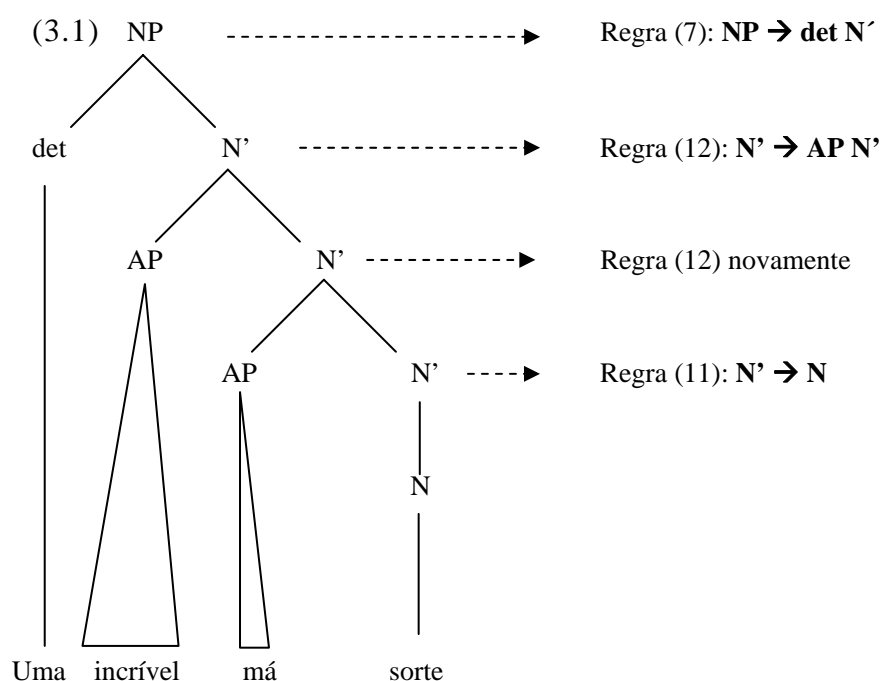 (3.1) NP Regra (7): NP → det N´
det N' Regra (12): N' → AP N'
AP N' Regra (12) novamente
AP N' Regra (11): N' → N
N
Uma incrível má sorte